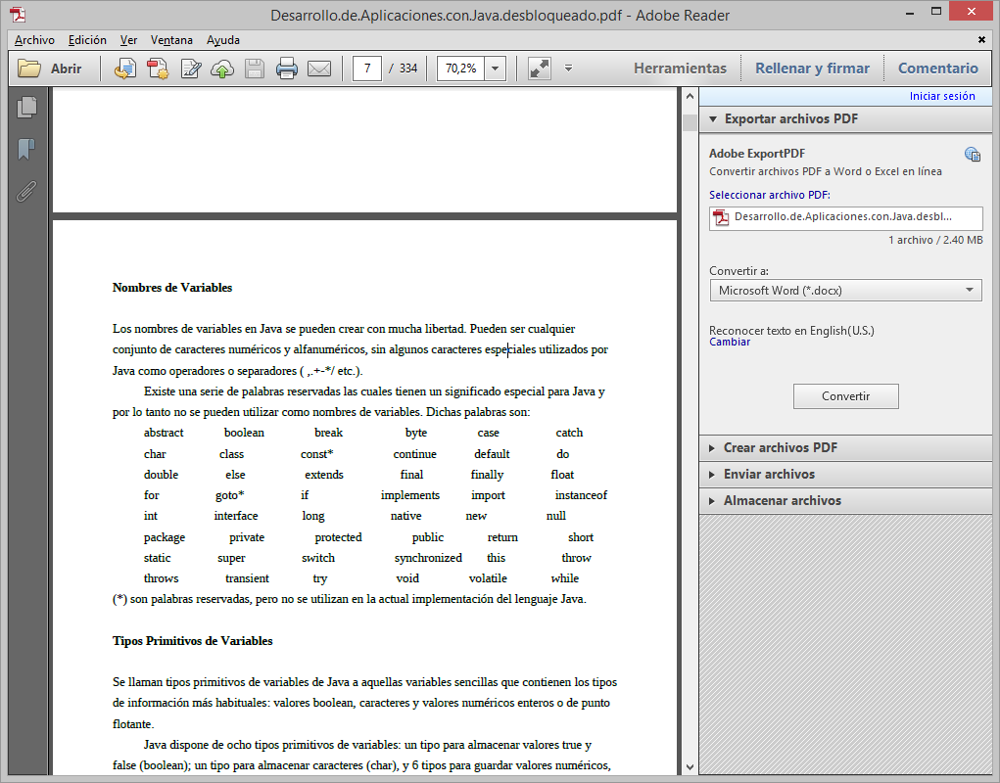 Desarrollo.de.Aplicaciones.con.Java.desbloqueado.pdf - Adobe Reader
Archivo Edición Ver Ventana Ayuda
Abrir 7 / 334 70,2% Herramientas Rellenar y firmar Comentario
Iniciar sesión
Exportar archivos PDF
Adobe ExportPDF
Convertir archivos PDF a Word o Excel en línea
Seleccionar archivo PDF:
Desarrollo.de.Aplicaciones.con.Java.desbl...
1 archivo / 2.40 MB
Convertir a:
Microsoft Word (*.docx)
Reconocer texto en English(U.S.)
Cambiar
Convertir
Crear archivos PDF
Enviar archivos
Almacenar archivos
Nombres de Variables
Los nombres de variables en Java se pueden crear con mucha libertad. Pueden ser cualquier
conjunto de caracteres numéricos y alfanuméricos, sin algunos caracteres especiales utilizados por
Java como operadores o separadores ( ,.+-*/ etc.).
Existe una serie de palabras reservadas las cuales tienen un significado especial para Java y
por lo tanto no se pueden utilizar como nombres de variables. Dichas palabras son:
abstract boolean break byte case catch
char class const* continue default do
double else extends final finally float
for goto* if implements import instanceof
int interface long native new null
package private protected public return short
static super switch synchronized this throw
throws transient try void volatile while
(*) son palabras reservadas, pero no se utilizan en la actual implementación del lenguaje Java.
Tipos Primitivos de Variables
Se llaman tipos primitivos de variables de Java a aquellas variables sencillas que contienen los tipos
de información más habituales: valores boolean, caracteres y valores numéricos enteros o de punto
flotante.
Java dispone de ocho tipos primitivos de variables: un tipo para almacenar valores true y
false (boolean); un tipo para almacenar caracteres (char), y 6 tipos para guardar valores numéricos,